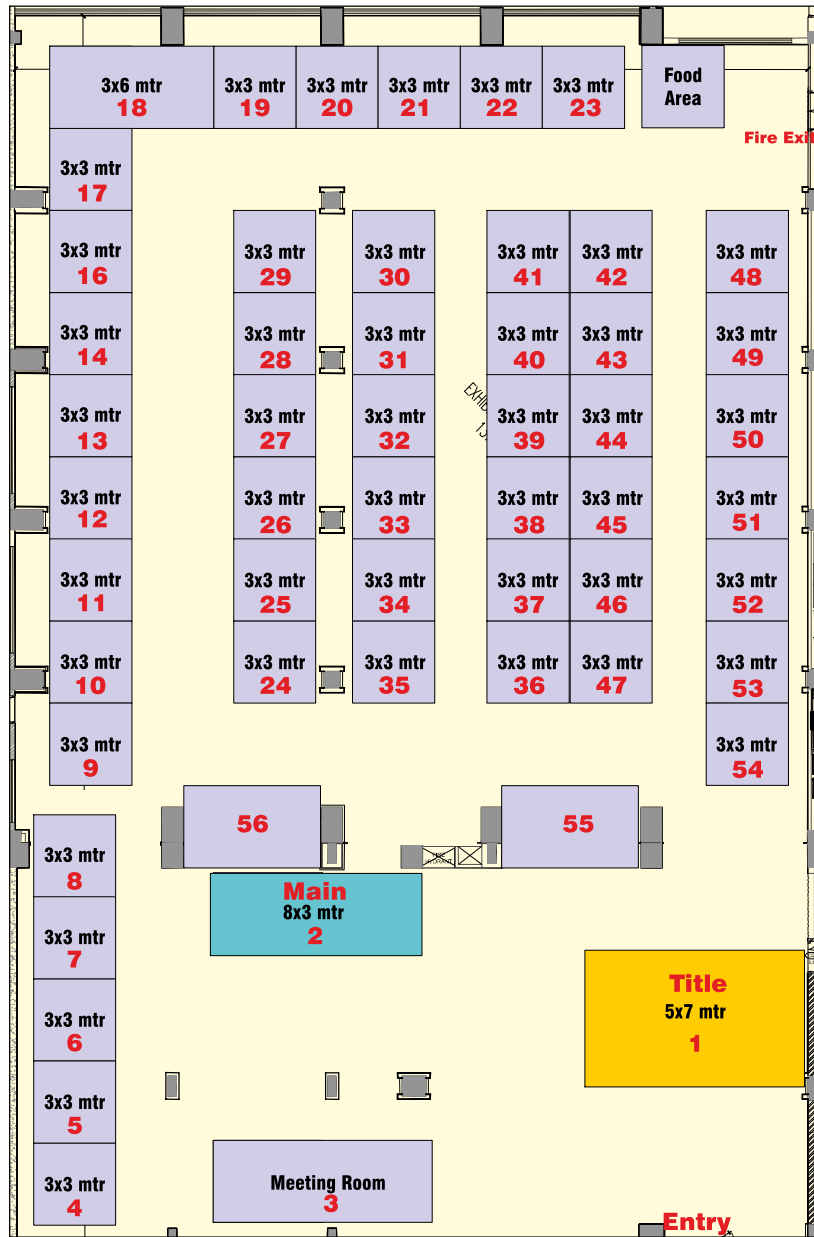 3x6 mtr
18
3x3 mtr
19
3x3 mtr
20
3x3 mtr
21
3x3 mtr
22
3x3 mtr
23
Food
Area
Fire Exit
3x3 mtr
17
3x3 mtr
16
3x3 mtr
14
3x3 mtr
13
3x3 mtr
12
3x3 mtr
11
3x3 mtr
10
3x3 mtr
9
3x3 mtr
29
3x3 mtr
28
3x3 mtr
27
3x3 mtr
26
3x3 mtr
25
3x3 mtr
24
3x3 mtr
30
3x3 mtr
31
3x3 mtr
32
3x3 mtr
33
3x3 mtr
34
3x3 mtr
35
3x3 mtr
41
3x3 mtr
40
3x3 mtr
39
3x3 mtr
38
3x3 mtr
37
3x3 mtr
36
3x3 mtr
42
3x3 mtr
43
3x3 mtr
44
3x3 mtr
45
3x3 mtr
46
3x3 mtr
47
3x3 mtr
48
3x3 mtr
49
3x3 mtr
50
3x3 mtr
51
3x3 mtr
52
3x3 mtr
53
3x3 mtr
54
56
55
3x3 mtr
8
3x3 mtr
7
3x3 mtr
6
3x3 mtr
5
3x3 mtr
4
Main
8x3 mtr
2
Title
5x7 mtr
1
Meeting Room
3
Entry